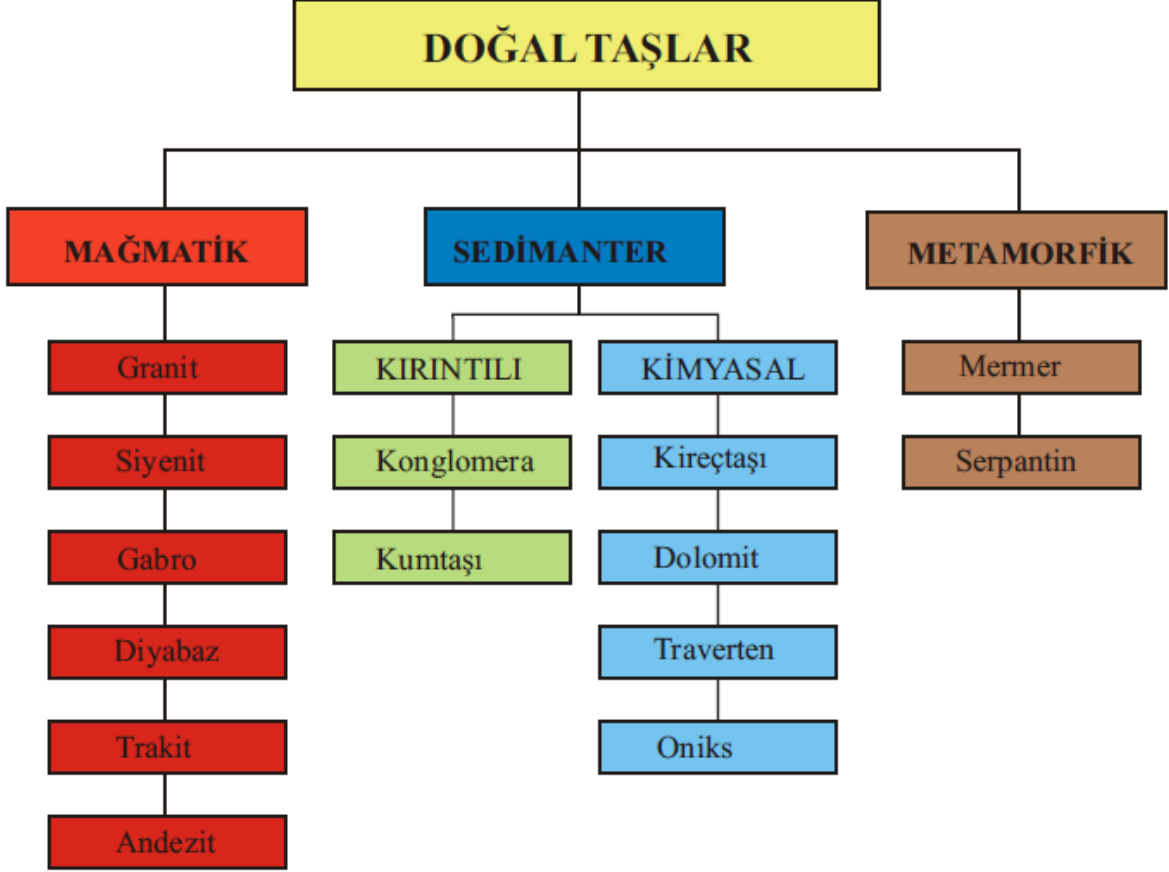 DOĞAL TAŞLAR
MAĞMATİK
SEDİMANTER
METAMORFİK
Granit
Siyenit
Gabro
Diyabaz
Trakit
Andezit
KIRINTILI
Konglomera
Kumtaşı
KİMYASAL
Kireçtaşı
Dolomit
Traverten
Oniks
Mermer
Serpantin